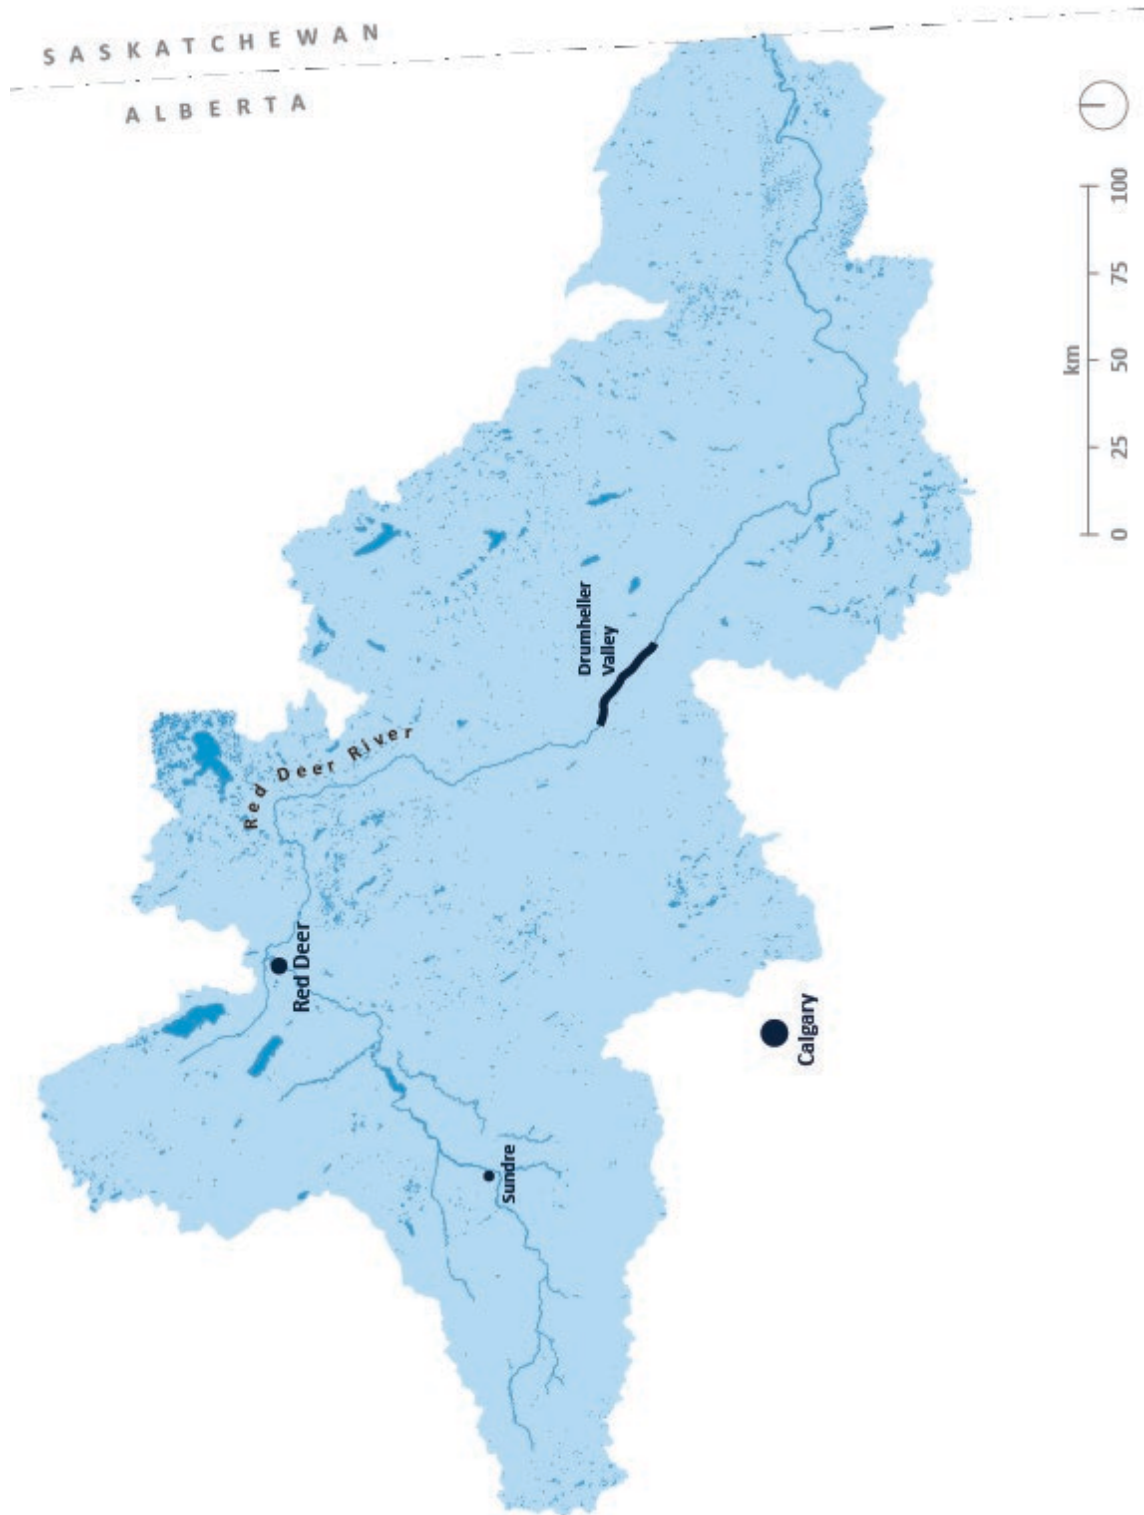 SASKATCHEWAN
ALBERTA
Red Deer River
Drumheller
Valley
Red Deer
Sundre
Calgary
km
0 25 50 75 100